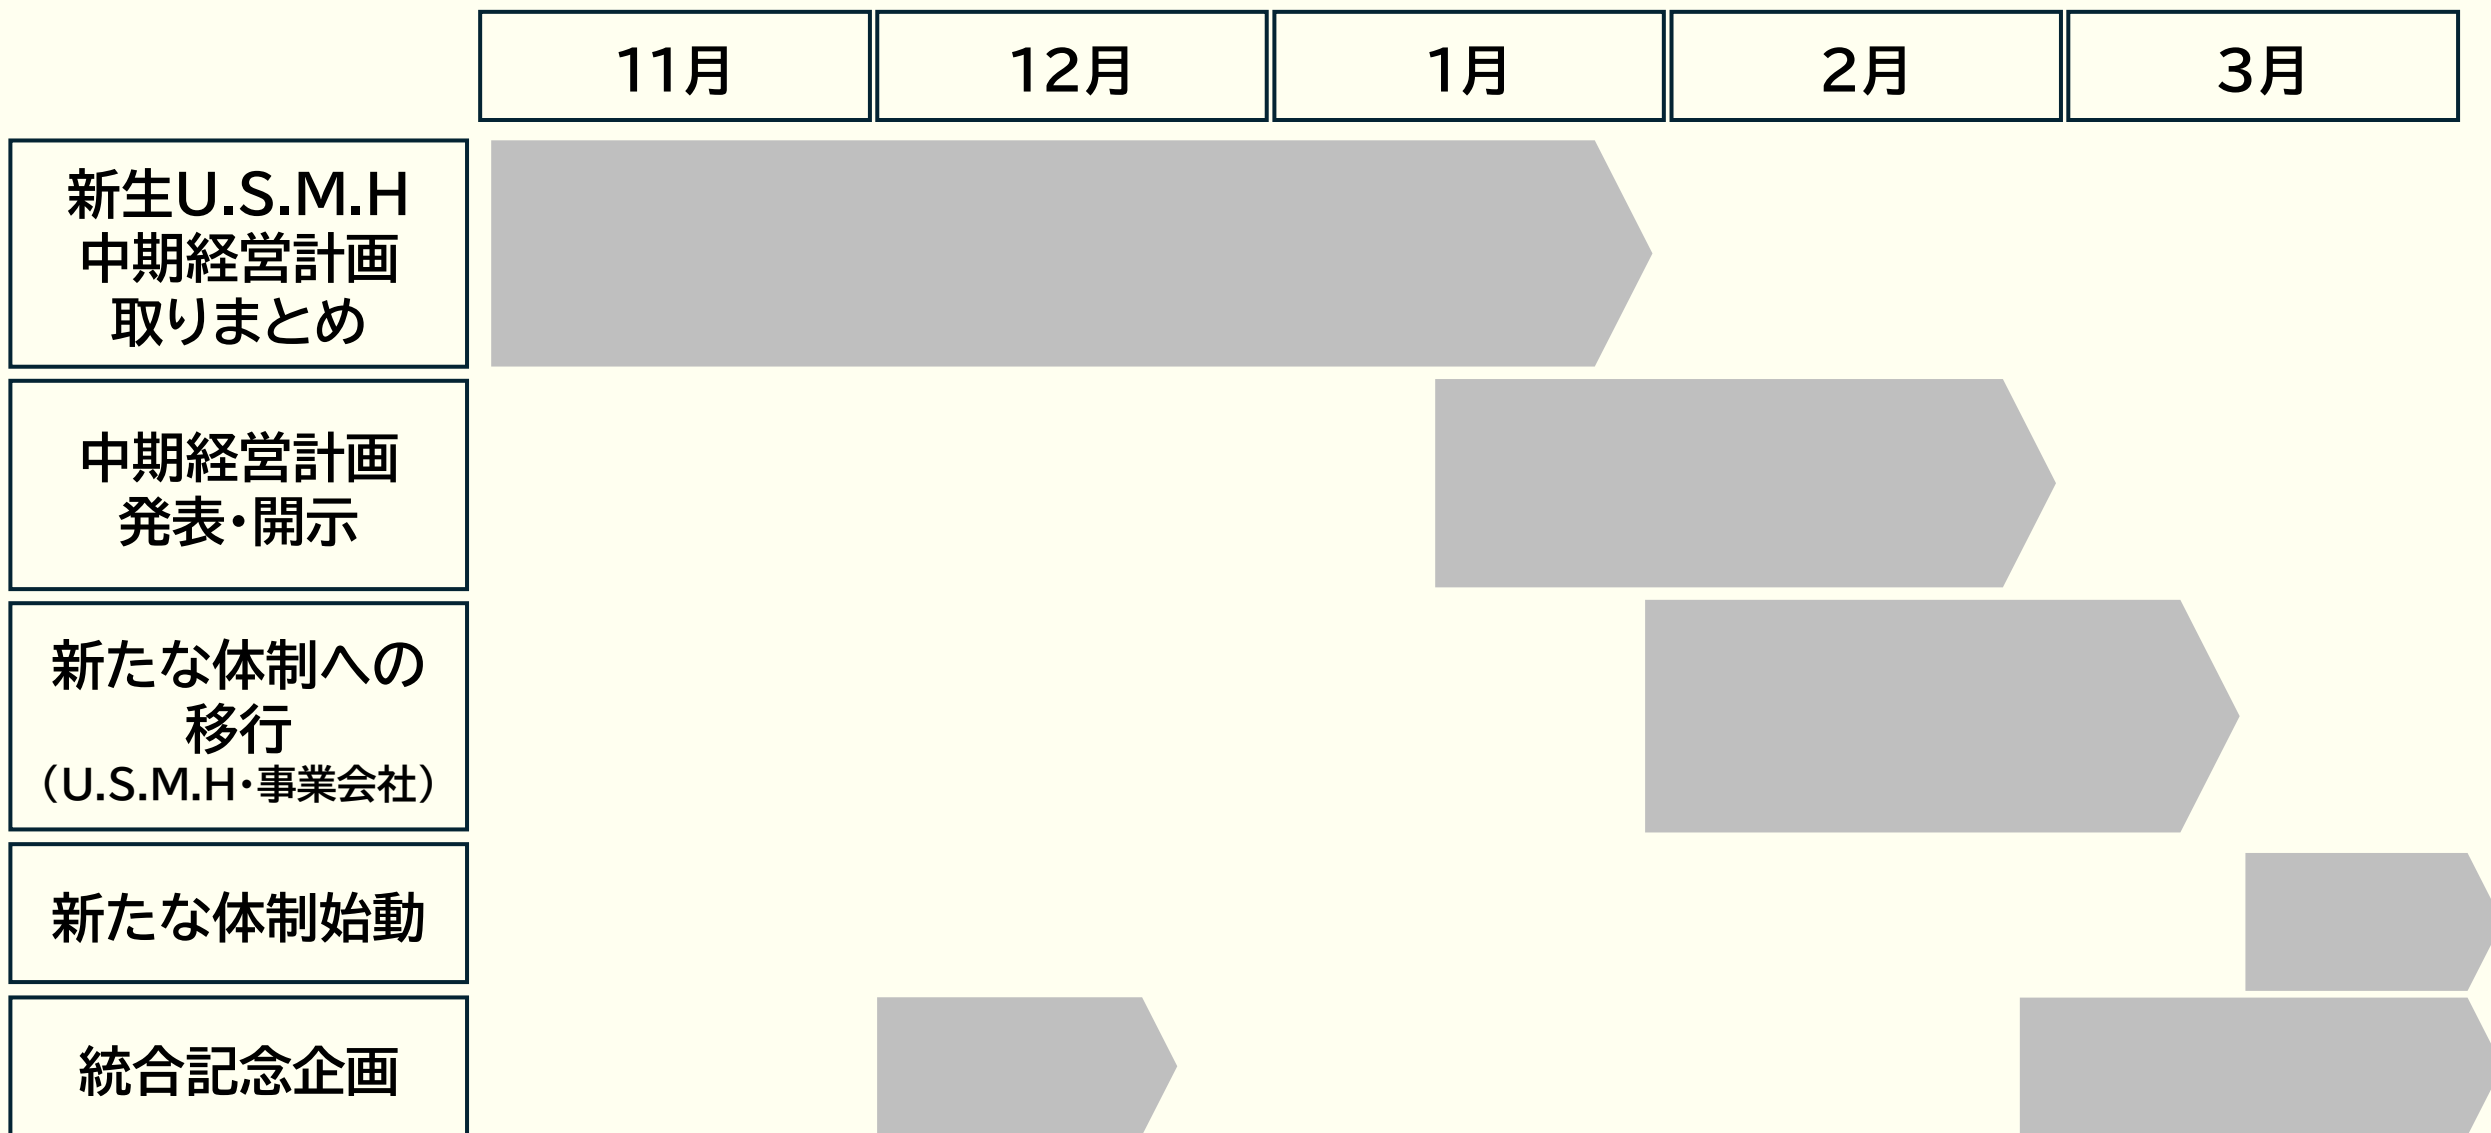 11月 12月 1月 2月 3月
新生U.S.M.H
中期経営計画
取りまとめ
中期経営計画
発表・開示
新たな体制への
移行
（U.S.M.H・事業会社）
新たな体制始動
統合記念企画